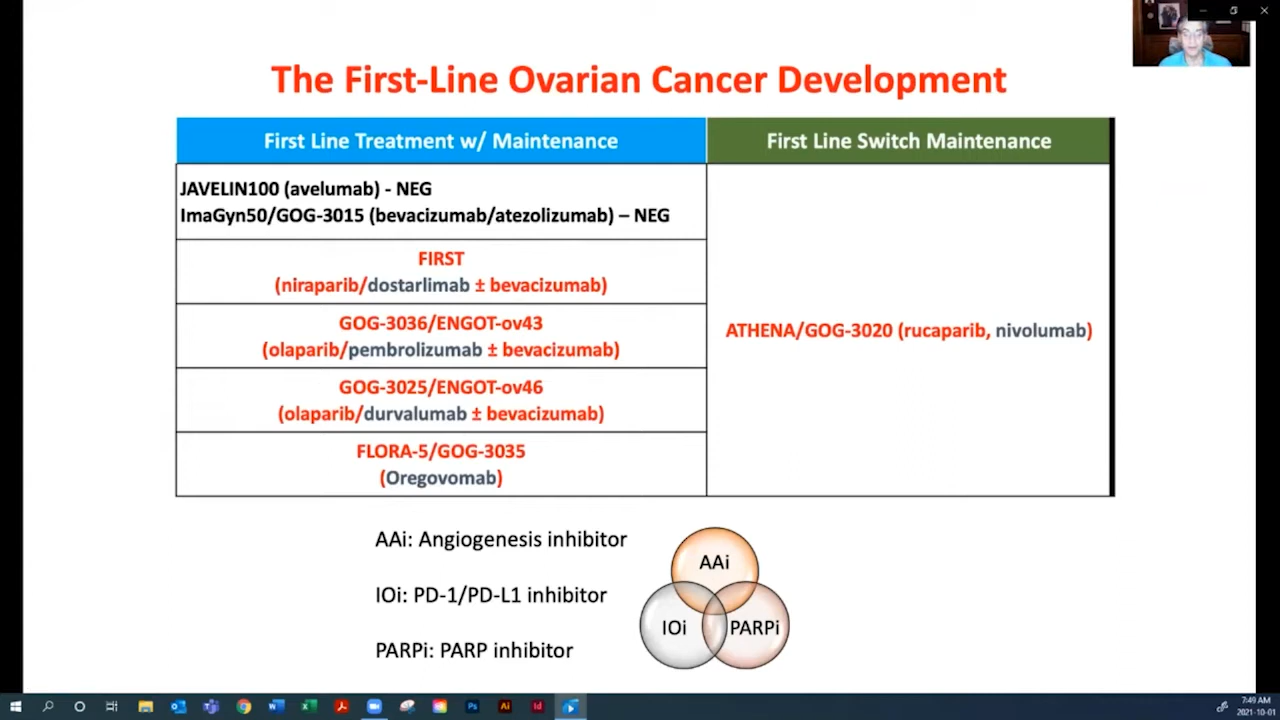 The First-Line Ovarian Cancer Development
First Line Treatment w/ Maintenance
First Line Switch Maintenance
JAVELIN100 (avelumab) - NEG
ImaGyn50/GOG-3015 (bevacizumab/atezolizumab) – NEG
FIRST
(niraparib/dostarlimab ± bevacizumab)
GOG-3036/ENGOT-ov43
(olaparib/pembrolizumab ± bevacizumab)
GOG-3025/ENGOT-ov46
(olaparib/durvalumab ± bevacizumab)
FLORA-5/GOG-3035
(Oregovomab)
ATHENA/GOG-3020 (rucaparib, nivolumab)
AAi: Angiogenesis inhibitor
IOi: PD-1/PD-L1 inhibitor
PARPi: PARP inhibitor
AAi
IOi
PARPi
Ps
Ai
Id
7:49 AM
2021-10-01